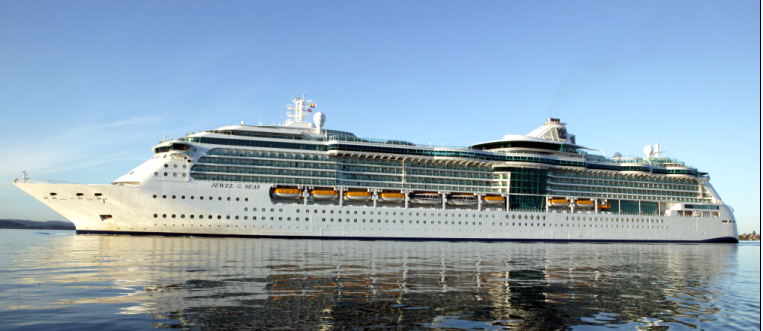 JEWEL OF THE SEAS